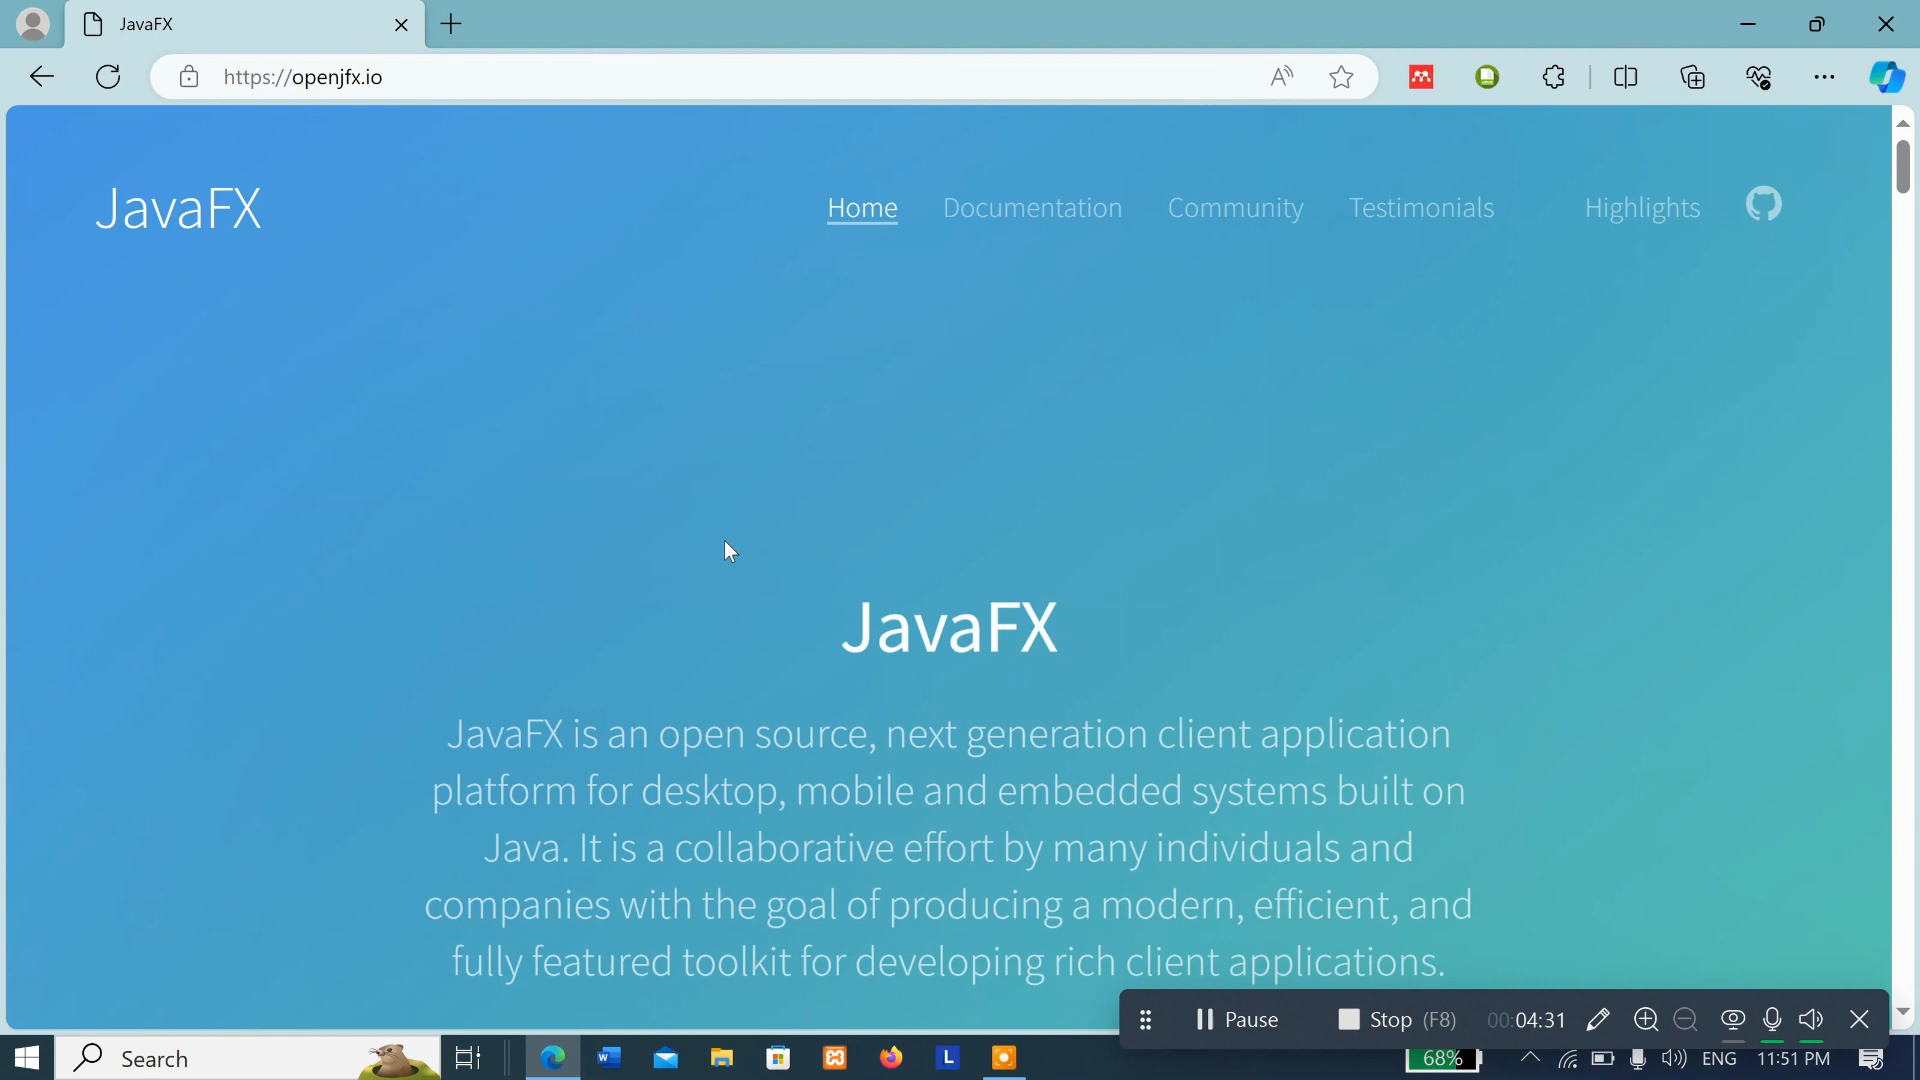 JavaFX
https://openjfx.io
JavaFX
Home
Documentation
Community
Testimonials
Highlights
JavaFX
JavaFX is an open source, next generation client application
platform for desktop, mobile and embedded systems built on
Java. It is a collaborative effort by many individuals and
companies with the goal of producing a modern, efficient, and
fully featured toolkit for developing rich client applications.
Pause
Stop (F8)
00:04:31
Search
68%
ENG
11:51 PM